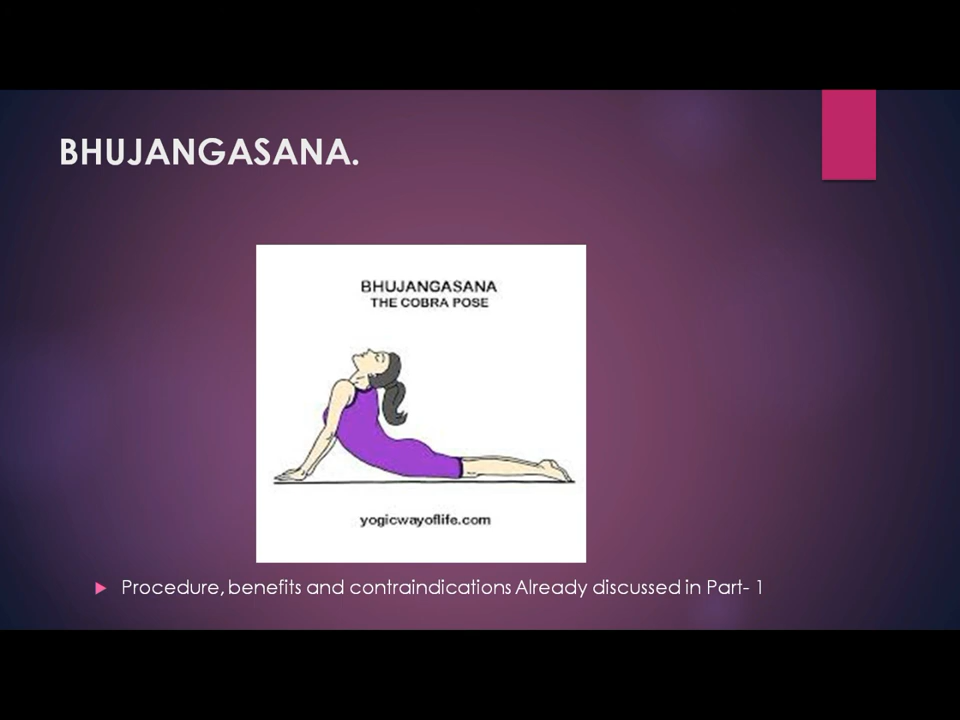 BHUJANGASANA.
BHUJANGASANA
THE COBRA POSE
yogicwayoflife.com
Procedure, benefits and contraindications Already discussed in Part- 1